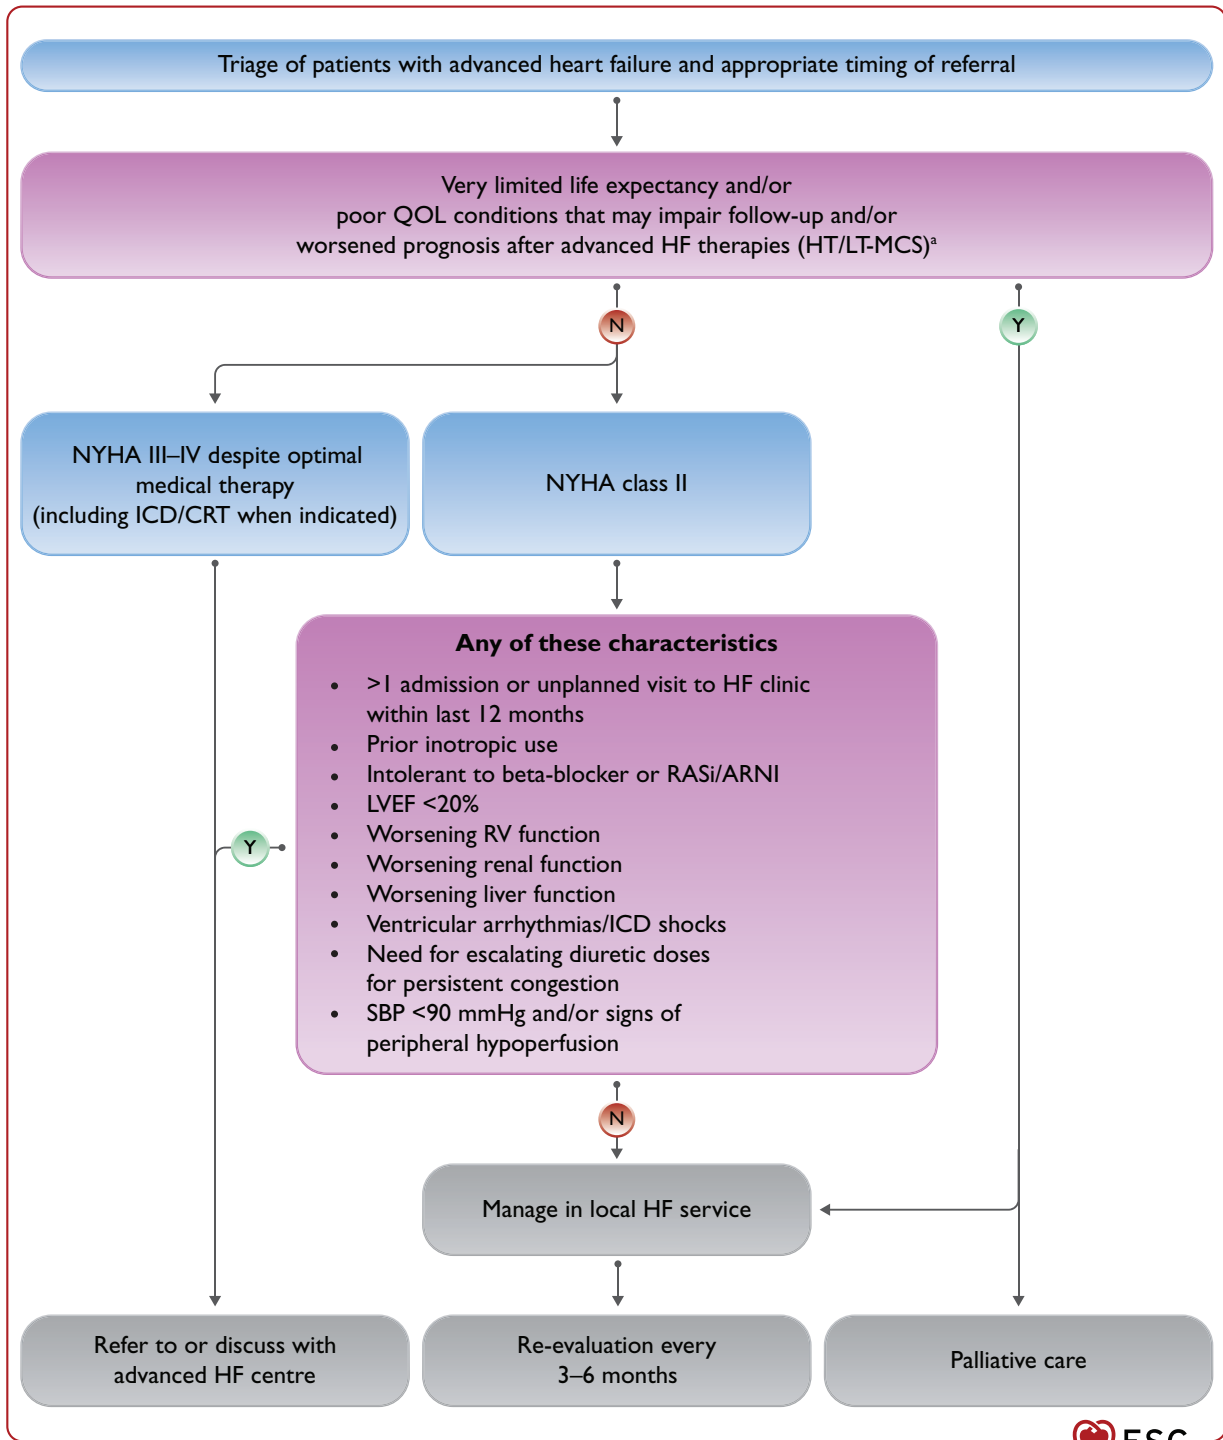 Triage of patients with advanced heart failure and appropriate timing of referral
Very limited life expectancy and/or
poor QOL conditions that may impair follow-up and/or
worsened prognosis after advanced HF therapies (HT/LT-MCS)a
N
Y
NYHA III–IV despite optimal
medical therapy
(including ICD/CRT when indicated)
NYHA class II
Any of these characteristics
• >1 admission or unplanned visit to HF clinic
within last 12 months
• Prior inotropic use
• Intolerant to beta-blocker or RASi/ARNI
• LVEF <20%
• Worsening RV function
• Worsening renal function
• Worsening liver function
• Ventricular arrhythmias/ICD shocks
• Need for escalating diuretic doses
for persistent congestion
• SBP <90 mmHg and/or signs of
peripheral hypoperfusion
Y
N
Manage in local HF service
Refer to or discuss with
advanced HF centre
Re-evaluation every
3–6 months
Palliative care
ESC